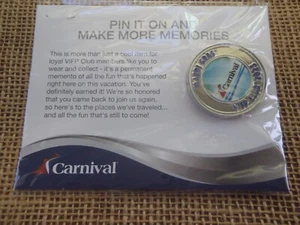 PIN IT ON AND
MAKE MORE MEMORIES
This is more than just a cool item for
loyal VIFP Club members like you to
wear and collect - it's a permanent
memento of all the fun that's happened
right here on this vacation. You've
definitely earned it! We're so honored
that you came back to join us again,
so here's to the places we've traveled...
and all the fun that's still to come!
Carnival
Carnival